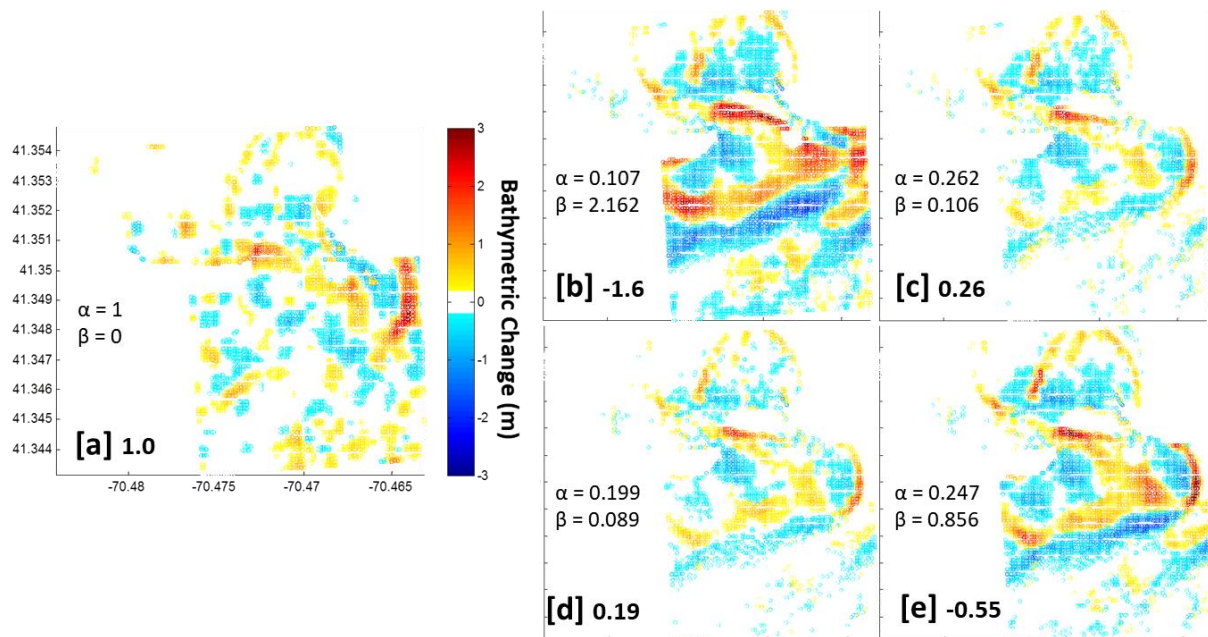 41.354
41.353
41.352
41.351
41.35
41.349
41.348
41.347
41.346
41.345
41.344
α = 1
β = 0
[a] 1.0
-70.48
-70.475
-70.47
-70.465
3
2
1
0
-1
-2
-3
Bathymetric Change (m)
α = 0.107
β = 2.162
[b] -1.6
α = 0.262
β = 0.106
[c] 0.26
α = 0.199
β = 0.089
[d] 0.19
α = 0.247
β = 0.856
[e] -0.55